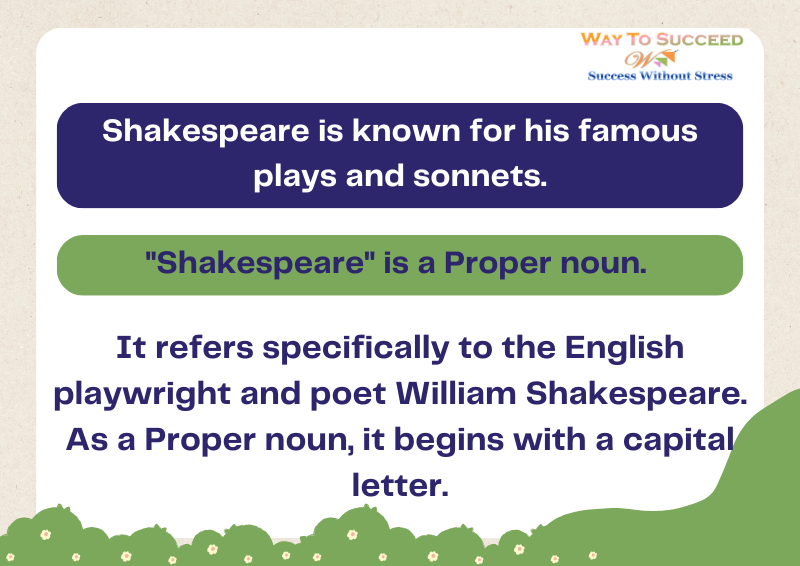 WAY TO SUCCEED
W
Success Without Stress
Shakespeare is known for his famous
plays and sonnets.
"Shakespeare" is a Proper noun.
It refers specifically to the English
playwright and poet William Shakespeare.
As a Proper noun, it begins with a capital
letter.